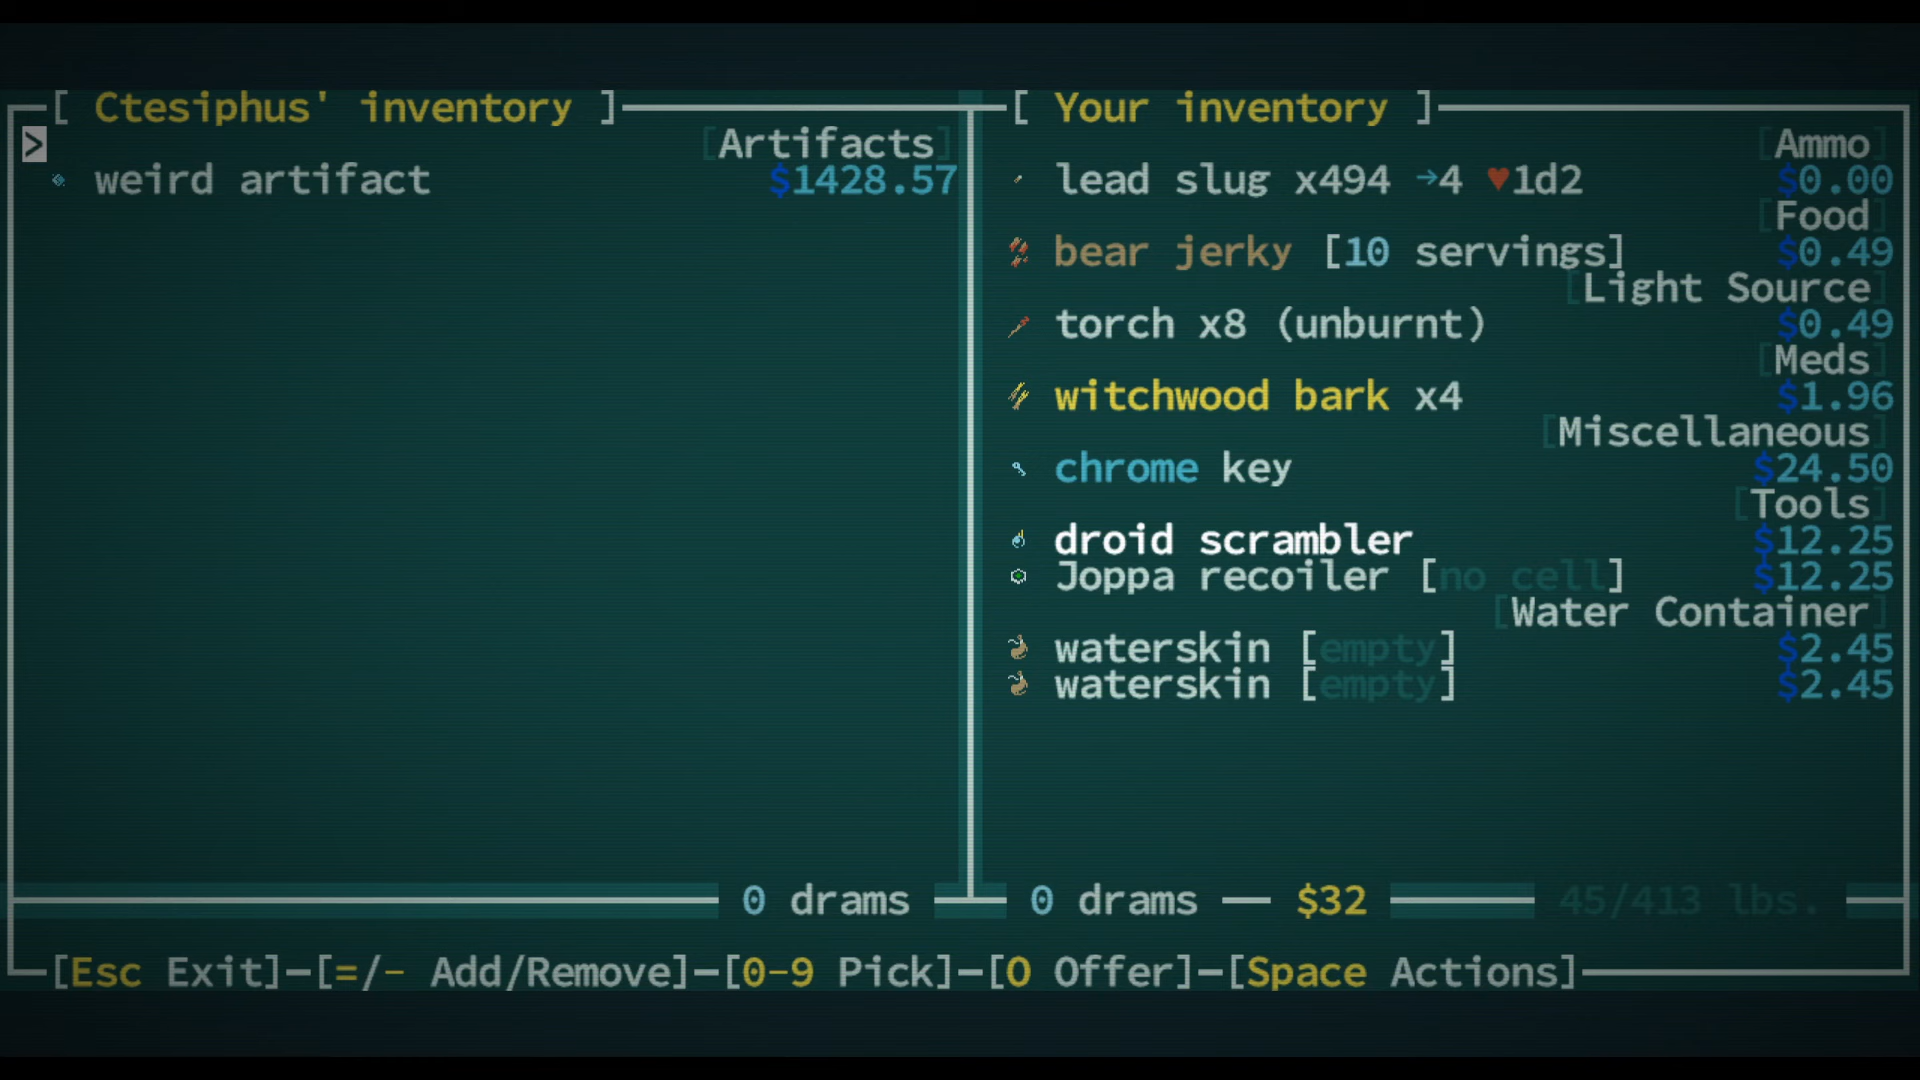 [ Ctesiphus' inventory ]
>
[Artifacts]
weird artifact $1428.57
0 drams
[ Your inventory ]
[Ammo]
lead slug x494 →4 ♥1d2 $0.00
[Food]
bear jerky [10 servings] $0.49
[Light Source]
torch x8 (unburnt) $0.49
[Meds]
witchwood bark x4 $1.96
[Miscellaneous]
chrome key $24.50
[Tools]
droid scrambler $12.25
Joppa recoiler [no cell] $12.25
[Water Container]
waterskin [empty] $2.45
waterskin [empty] $2.45
0 drams — $32 45/413 lbs.
[Esc Exit]—[=/- Add/Remove]—[0-9 Pick]—[O Offer]—[Space Actions]